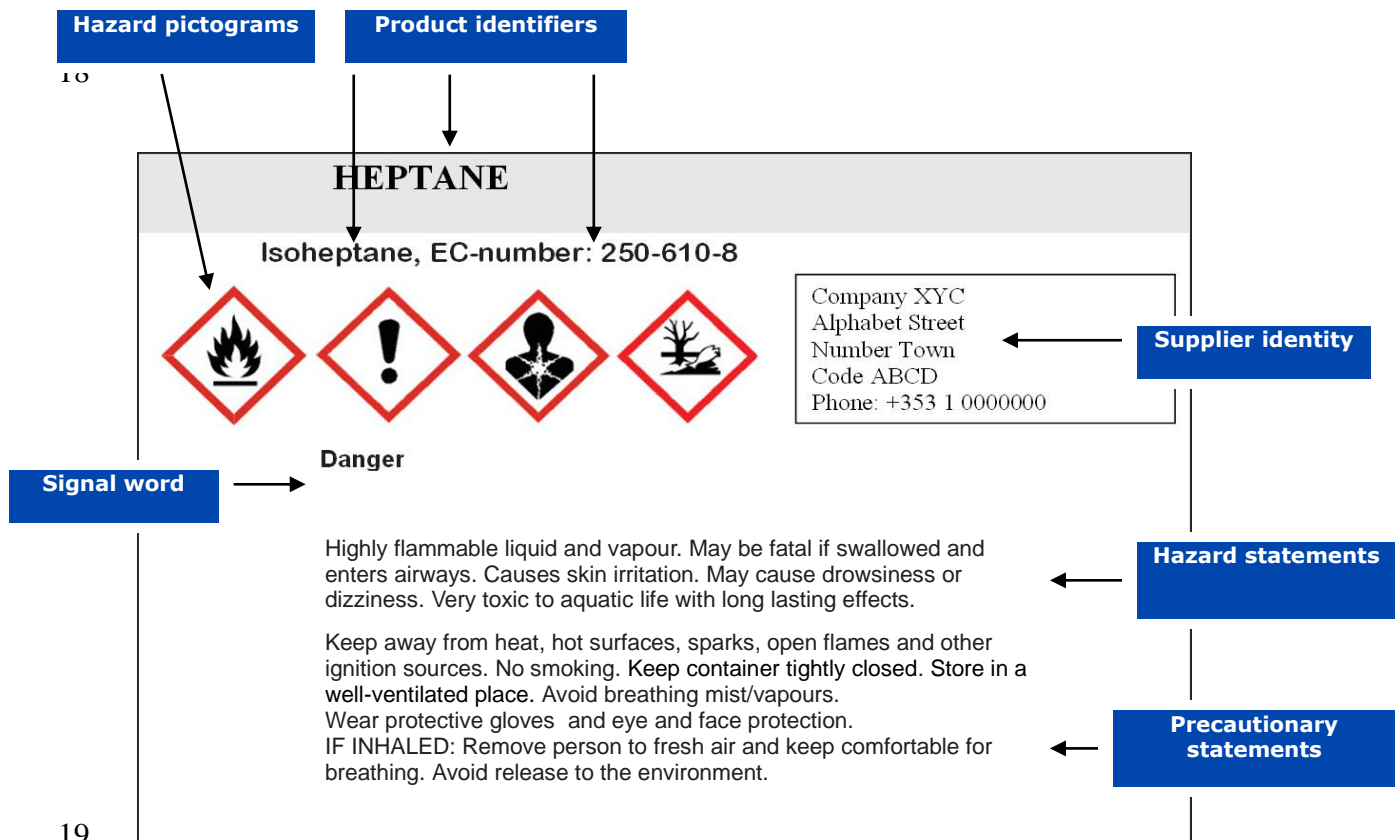 Hazard pictograms
Product identifiers
18
HEPTANE
Isoheptane, EC-number: 250-610-8
Company XYC
Alphabet Street
Number Town
Code ABCD
Phone: +353 1 0000000
Supplier identity
Danger
Signal word
Highly flammable liquid and vapour. May be fatal if swallowed and
enters airways. Causes skin irritation. May cause drowsiness or
dizziness. Very toxic to aquatic life with long lasting effects.
Hazard statements
Keep away from heat, hot surfaces, sparks, open flames and other
ignition sources. No smoking. Keep container tightly closed. Store in a
well-ventilated place. Avoid breathing mist/vapours.
Wear protective gloves  and eye and face protection.
IF INHALED: Remove person to fresh air and keep comfortable for
breathing. Avoid release to the environment.
Precautionary
statements
19